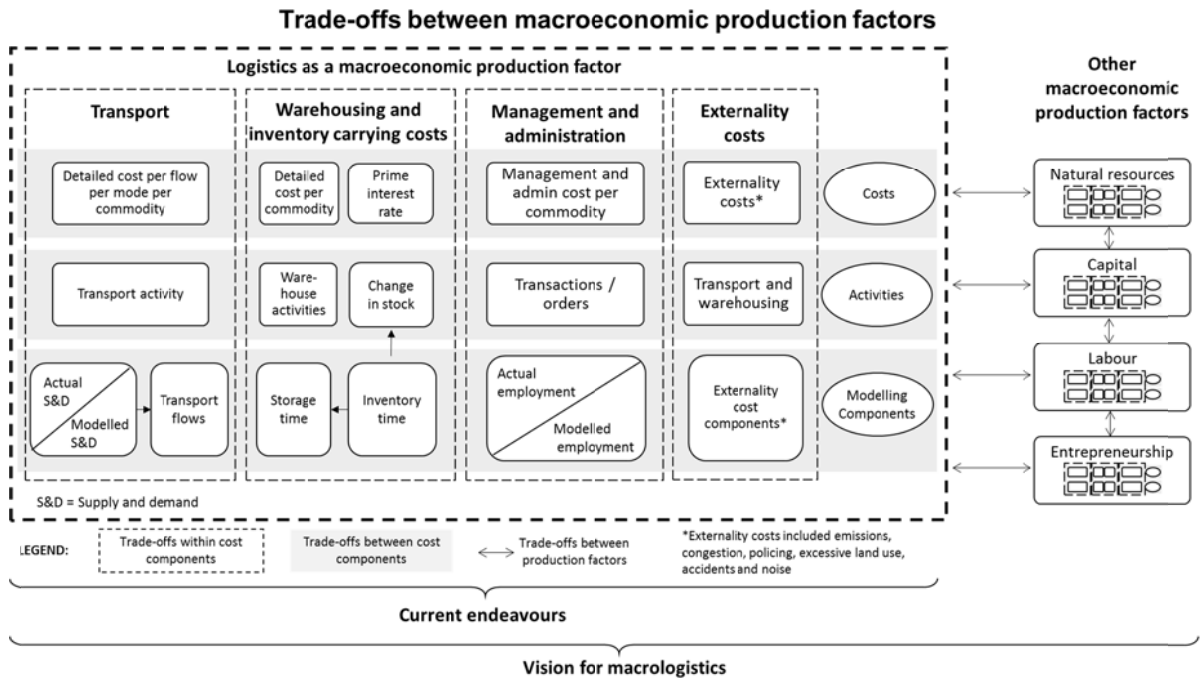 Trade-offs between macroeconomic production factors
Logistics as a macroeconomic production factor
Other
macroeconomic
production factors
Transport
Warehousing and
inventory carrying costs
Management and
administration
Externality
costs
Detailed cost per flow
per mode per
commodity
Detailed
cost per
commodity
Prime
interest
rate
Management and
admin cost per
commodity
Externality
costs*
Costs
Natural resources
Transport activity
Ware-
house
activities
Change
in stock
Transactions /
orders
Transport and
warehousing
Activities
Capital
Actual
S&D
Modelled
S&D
Transport
flows
Storage
time
Inventory
time
Actual
employment
Modelled
employment
Externality
cost
components*
Modelling
Components
Labour
Entrepreneurship
S&D = Supply and demand
LEGEND:
Trade-offs within cost
components
Trade-offs between cost
components
Trade-offs between
production factors
*Externality costs included emissions,
congestion, policing, excessive land use,
accidents and noise
Current endeavours
Vision for macrologistics